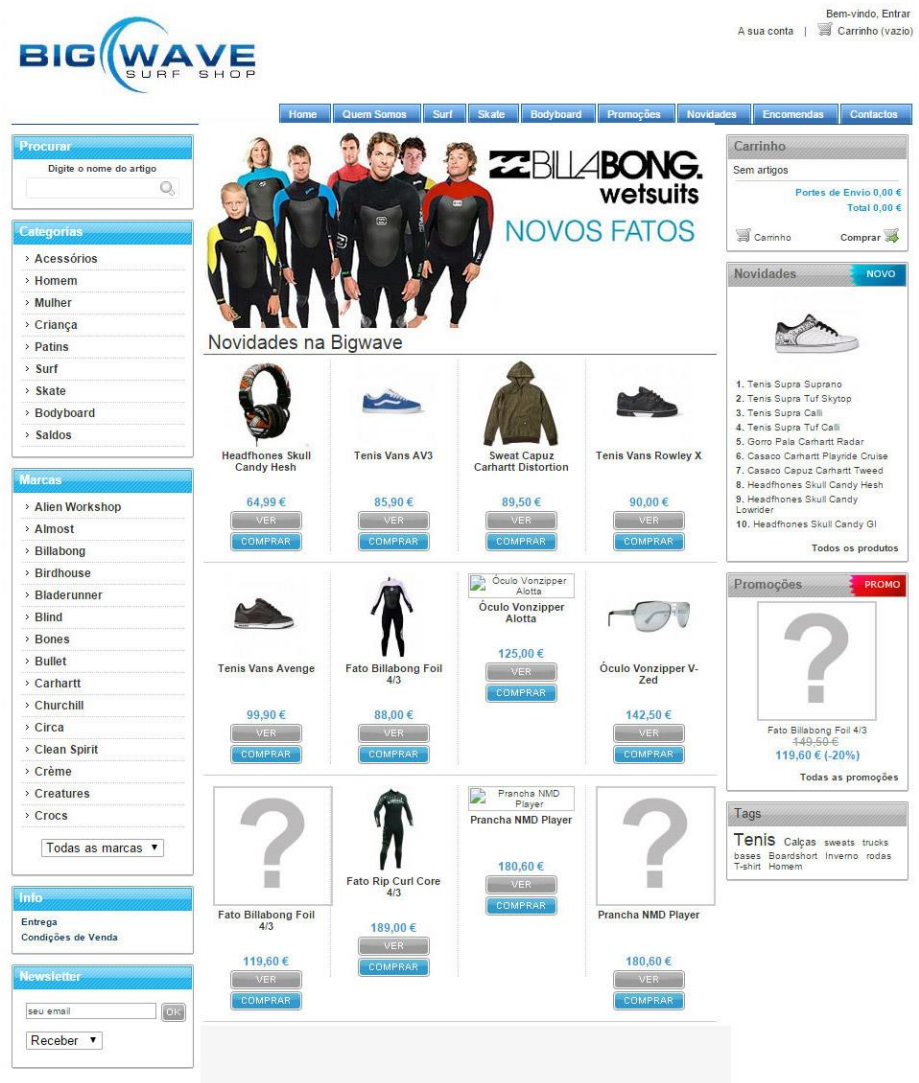 Bem-vindo, Entrar
A sua conta | Carrinho (vazio)
BIG WAVE
SURF SHOP
Home Quem Somos Surf Skate Bodyboard Promoções Novidades Encomendas Contactos
Procurar
Digite o nome do artigo
Categorias
› Acessórios
› Homem
› Mulher
› Criança
› Patins
› Surf
› Skate
› Bodyboard
› Saldos
Marcas
› Alien Workshop
› Almost
› Billabong
› Birdhouse
› Bladerunner
› Blind
› Bones
› Bullet
› Carhartt
› Churchill
› Circa
› Clean Spirit
› Crème
› Creatures
› Crocs
Todas as marcas ▼
Info
Entrega
Condições de Venda
Newsletter
seu email OK
Receber ▼
BILLABONG.
wetsuits
NOVOS FATOS
Novidades na Bigwave
Headfhones Skull
Candy Hesh
64,99 €
VER
COMPRAR
Tenis Vans AV3
85,90 €
VER
COMPRAR
Sweat Capuz
Carhartt Distortion
89,50 €
VER
COMPRAR
Tenis Vans Rowley X
90,00 €
VER
COMPRAR
Tenis Vans Avenge
99,90 €
VER
COMPRAR
Fato Billabong Foil
4/3
88,00 €
VER
COMPRAR
Óculo Vonzipper
Alotta
Óculo Vonzipper
Alotta
125,00 €
VER
COMPRAR
Óculo Vonzipper V-
Zed
142,50 €
VER
COMPRAR
?
Fato Billabong Foil
4/3
119,60 €
VER
COMPRAR
Fato Rip Curl Core
4/3
189,00 €
VER
COMPRAR
Prancha NMD
Player
Prancha NMD Player
180,60 €
VER
COMPRAR
?
Prancha NMD Player
180,60 €
VER
COMPRAR
Carrinho
Sem artigos
Portes de Envio 0,00 €
Total 0,00 €
Carrinho Comprar
Novidades NOVO
1. Tenis Supra Suprano
2. Tenis Supra Tuf Skytop
3. Tenis Supra Calli
4. Tenis Supra Tuf Calli
5. Gorro Pala Carhartt Radar
6. Casaco Carhartt Playride Cruise
7. Casaco Capuz Carhartt Tweed
8. Headfhones Skull Candy Hesh
9. Headfhones Skull Candy
Lowrider
10. Headfhones Skull Candy GI
Todos os produtos
Promoções PROMO
?
Fato Billabong Foil 4/3
149,50 €
119,60 € (-20%)
Todas as promoções
Tags
Tenis Calças sweats trucks
bases Boardshort Inverno rodas
T-shirt Homem